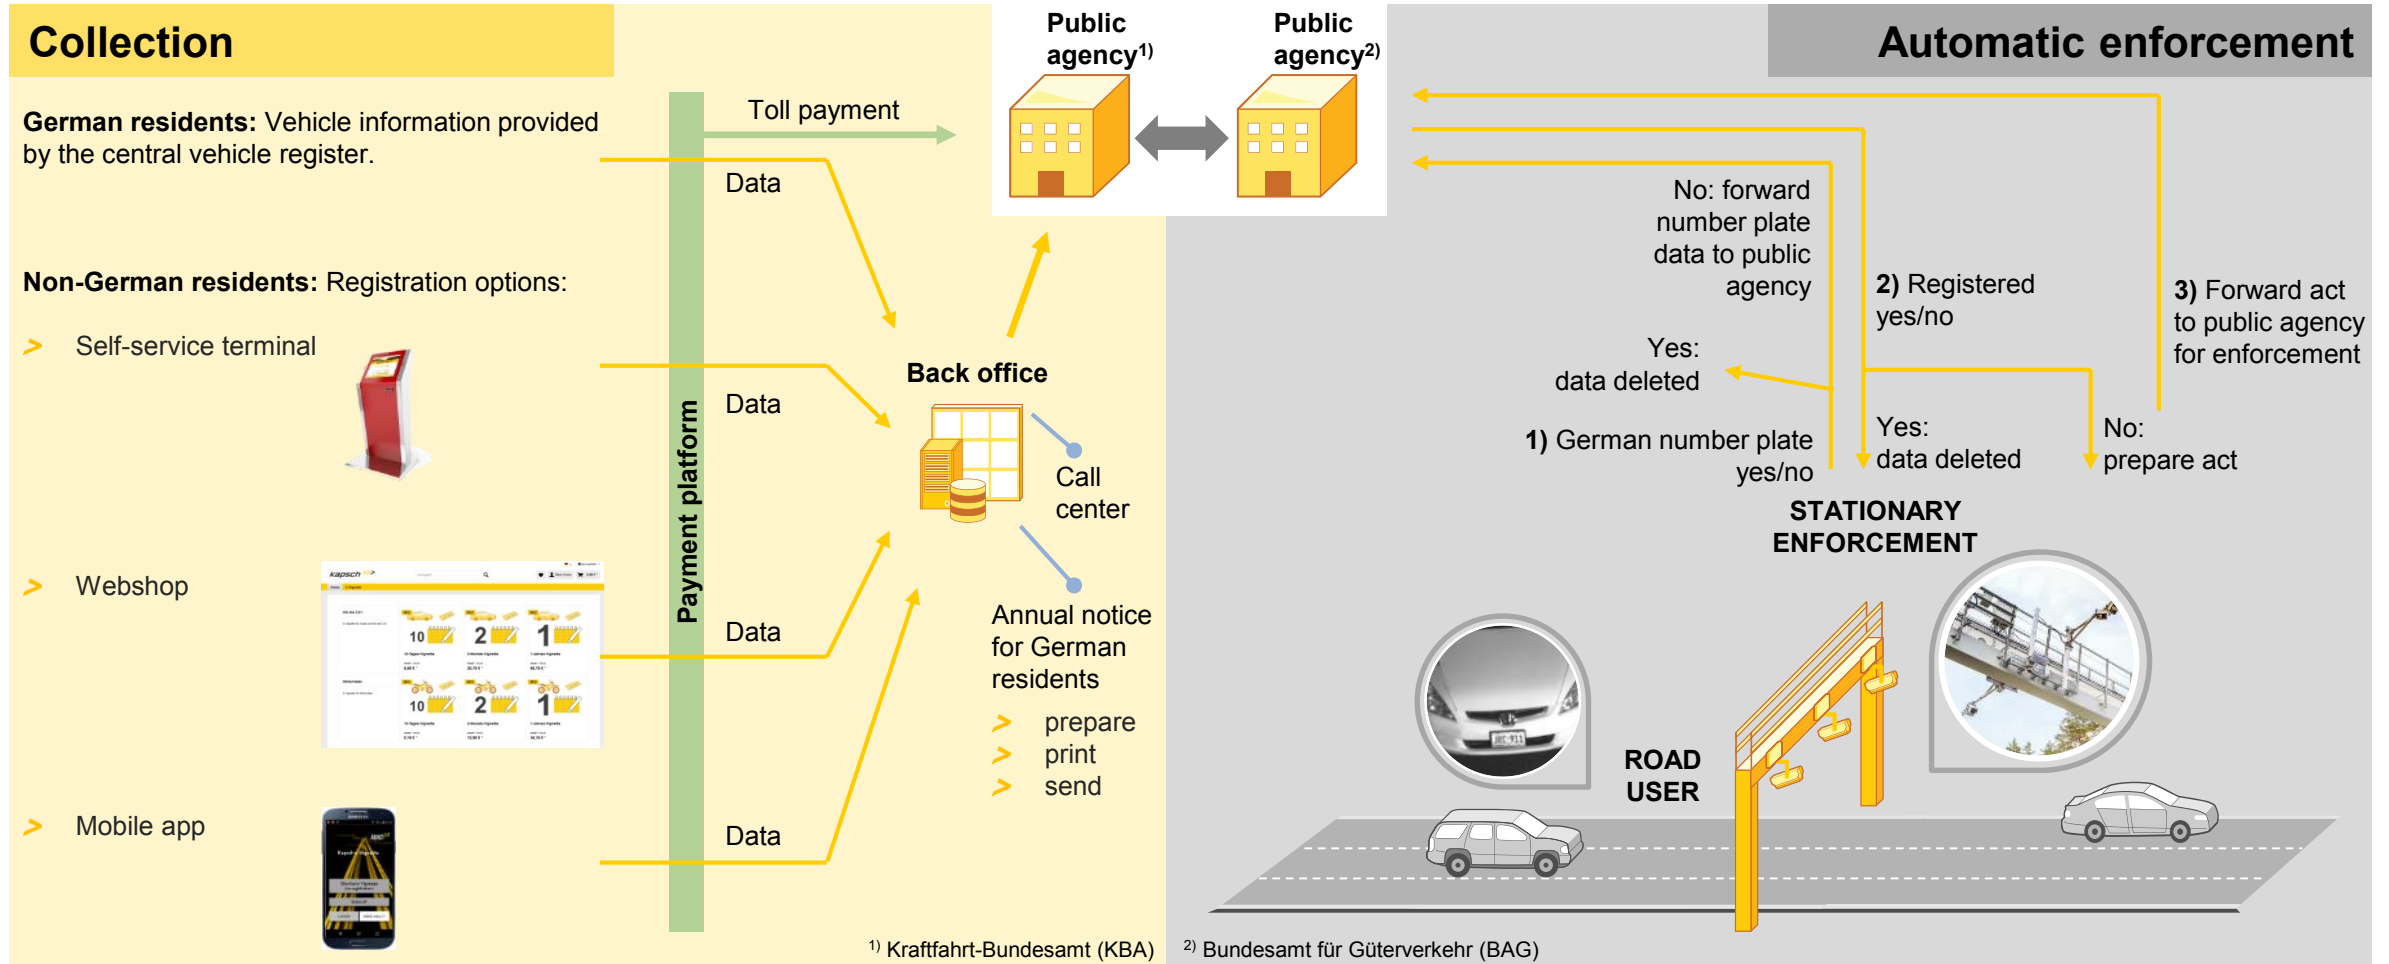 Collection
Public
agency1)
Public
agency2)
Automatic enforcement
German residents: Vehicle information provided
by the central vehicle register.
Toll payment
Data
Non-German residents: Registration options:
> Self-service terminal
Data
Payment platform
> Webshop
kapsch
10
2
1
10
2
1
Data
> Mobile app
Data
Back office
Call
center
Annual notice
for German
residents
> prepare
> print
> send
1) Kraftfahrt-Bundesamt (KBA)
No: forward
number plate
data to public
agency
2) Registered
yes/no
3) Forward act
to public agency
for enforcement
Yes:
data deleted
1) German number plate
yes/no
Yes:
data deleted
No:
prepare act
STATIONARY
ENFORCEMENT
ROAD
USER
2) Bundesamt für Güterverkehr (BAG)